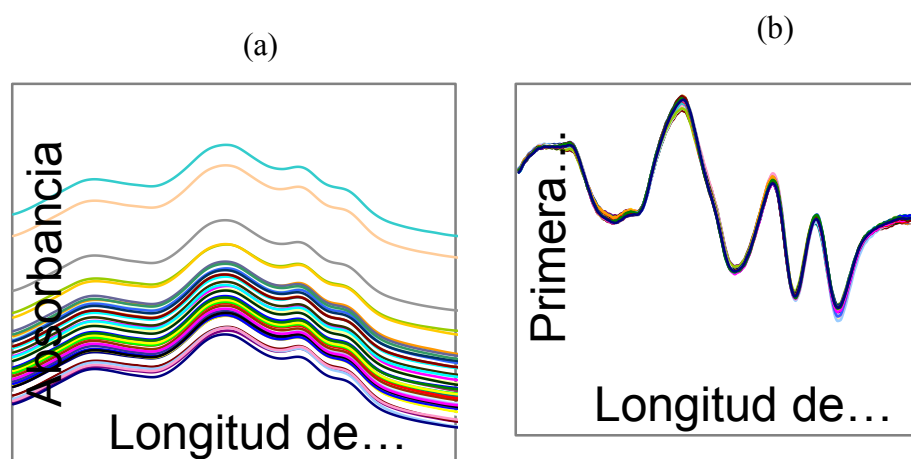 (a)
Absorbancia
Longitud de…
(b)
Primera…
Longitud de…